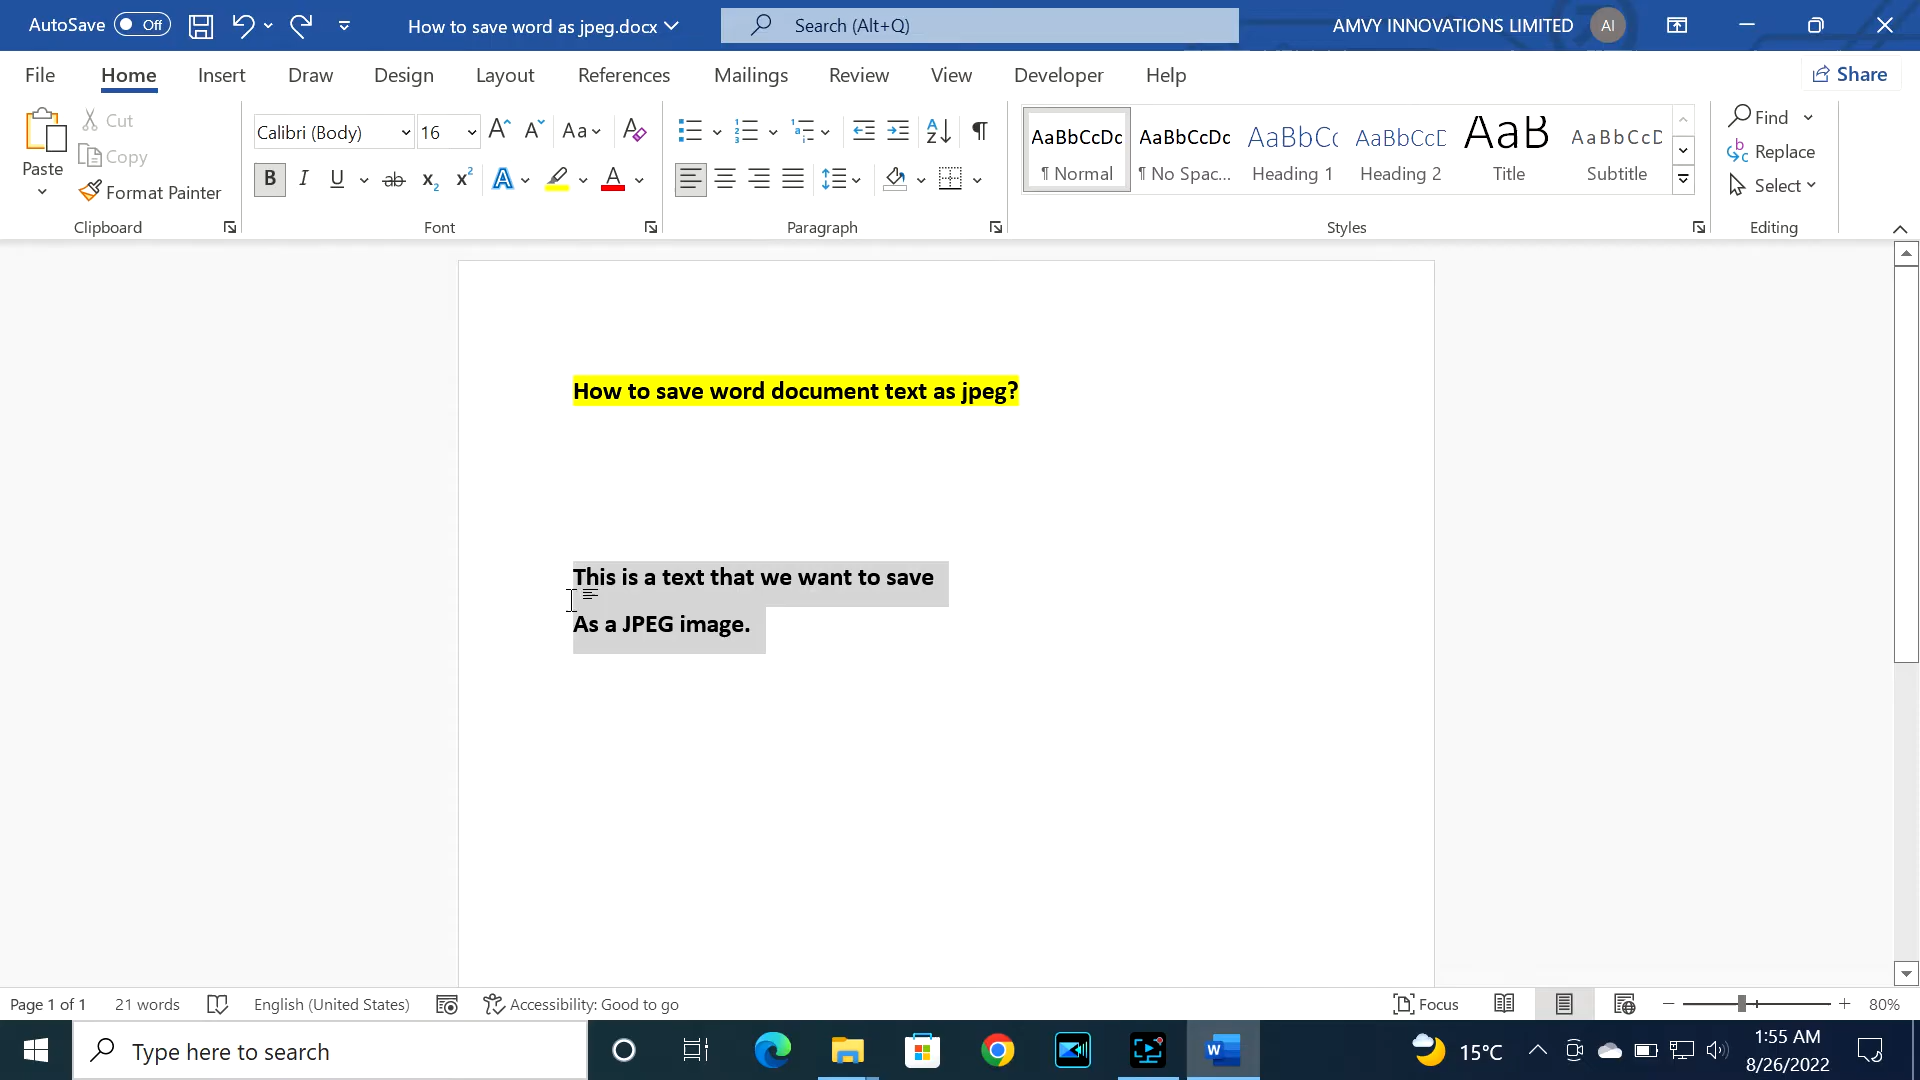 AutoSave Off How to save word as jpeg.docx Search (Alt+Q) AMVY INNOVATIONS LIMITED AI
File Home Insert Draw Design Layout References Mailings Review View Developer Help Share
Paste
Cut
Copy
Format Painter
Clipboard
Calibri (Body) 16 Aa
B I U ab x2 x2 A A
Font
Paragraph
AaBbCcDc AaBbCcDc AaBbCc AaBbCcD AaB AaBbCcD
¶ Normal ¶ No Spac... Heading 1 Heading 2 Title Subtitle
Styles
Find
Replace
Select
Editing
How to save word document text as jpeg?
This is a text that we want to save
As a JPEG image.
Page 1 of 1 21 words English (United States) Accessibility: Good to go Focus 80%
Type here to search 15°C 1:55 AM
8/26/2022